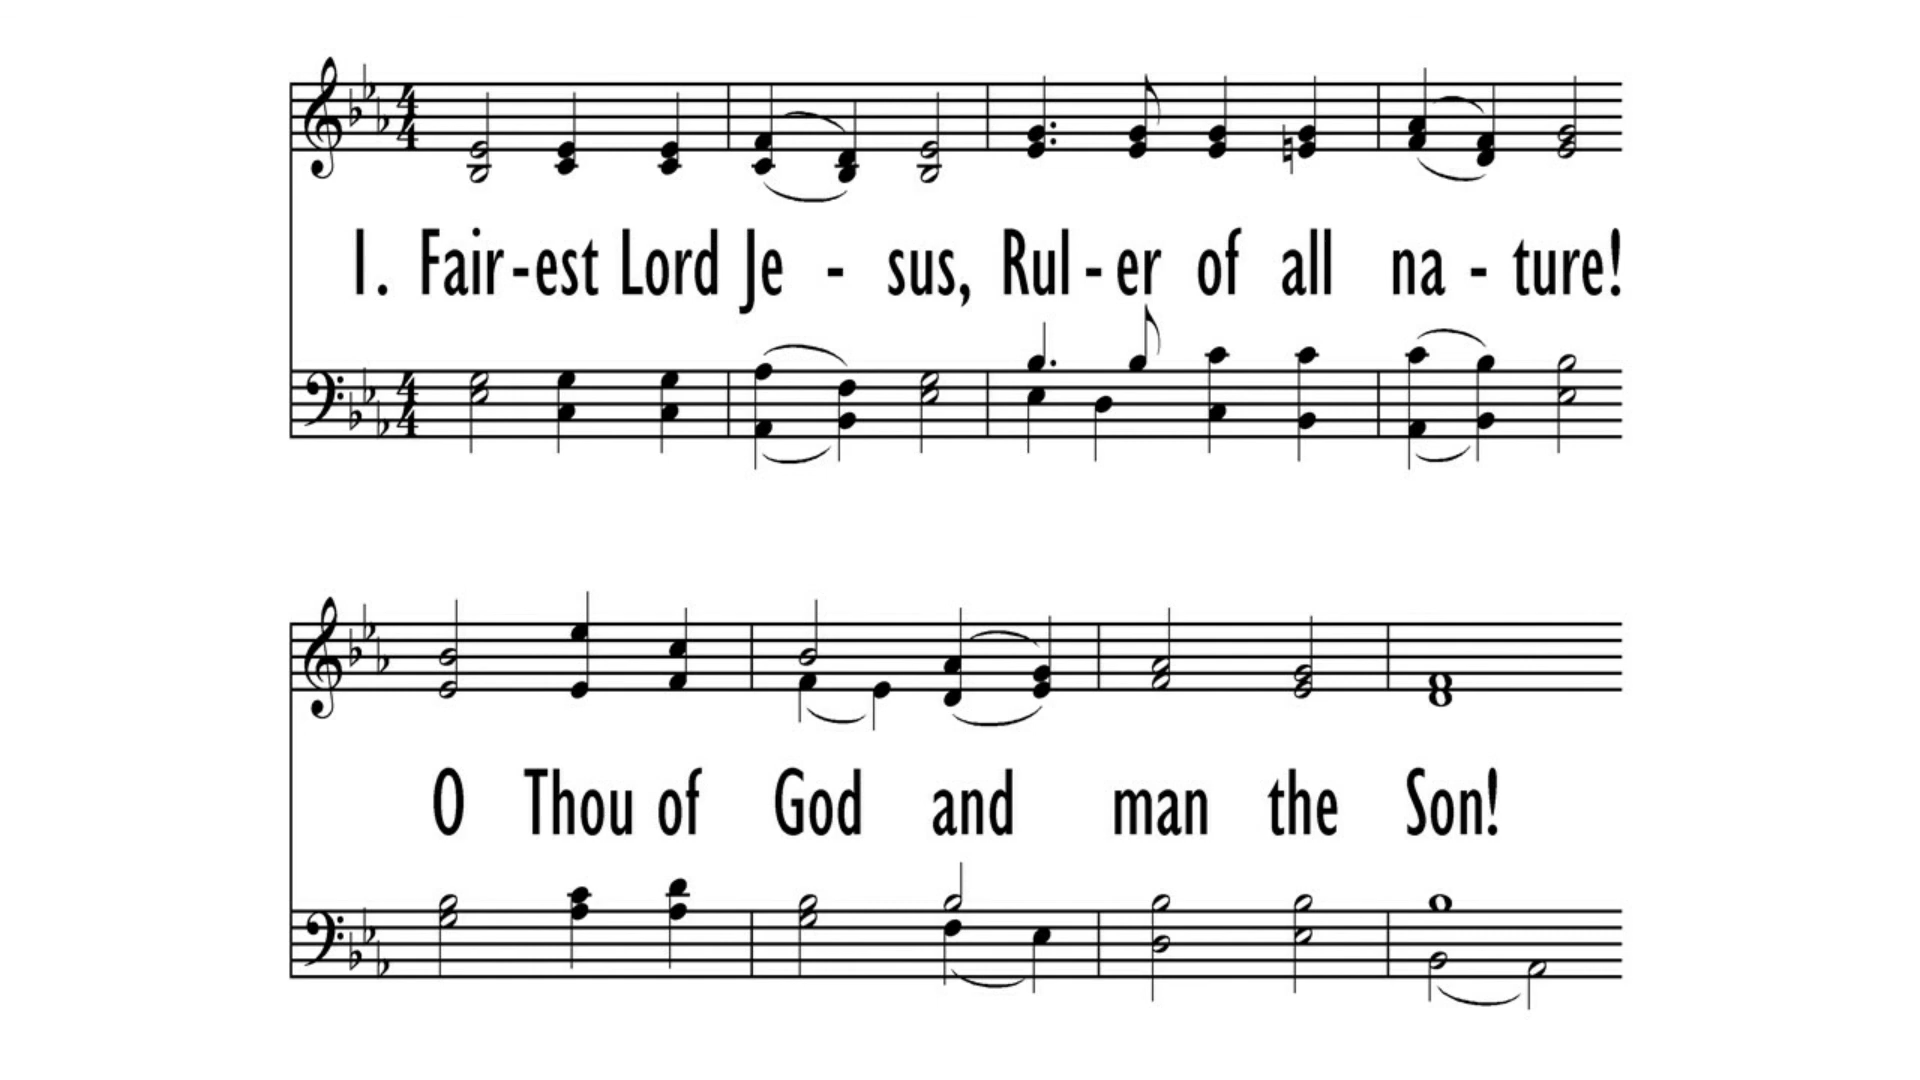 1. Fair-est Lord Je - sus, Rul-er of all na - ture!
O Thou of God and man the Son!